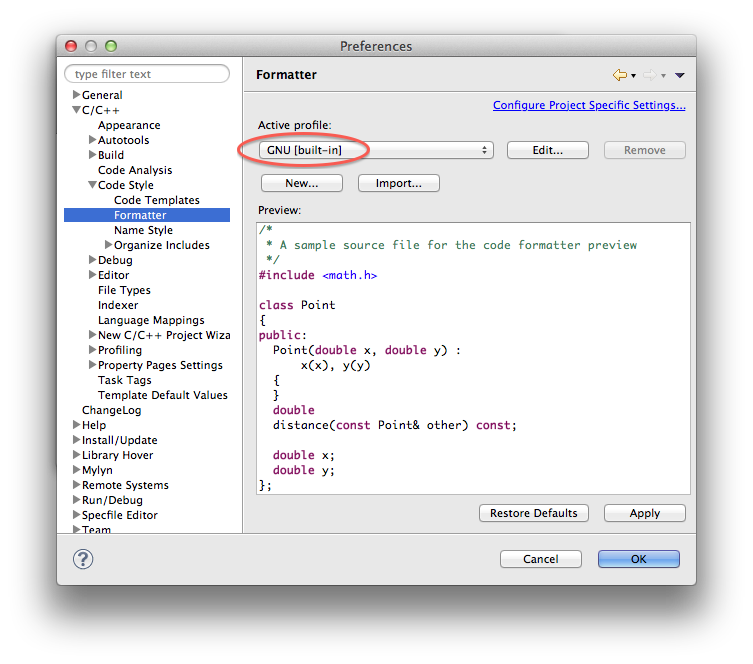 Preferences
type filter text
General
C/C++
Appearance
Autotools
Build
Code Analysis
Code Style
Code Templates
Formatter
Name Style
Organize Includes
Debug
Editor
File Types
Indexer
Language Mappings
New C/C++ Project Wiza
Profiling
Property Pages Settings
Task Tags
Template Default Values
ChangeLog
Help
Install/Update
Library Hover
Mylyn
Remote Systems
Run/Debug
Specfile Editor
Team
Formatter
Configure Project Specific Settings...
Active profile:
GNU [built-in]
Edit...
Remove
New...
Import...
Preview:
/*
 * A sample source file for the code formatter preview
 */
#include <math.h>

class Point
{
public:
  Point(double x, double y) :
      x(x), y(y)
  {
  }
  double
  distance(const Point& other) const;

  double x;
  double y;
};
Restore Defaults
Apply
?
Cancel
OK